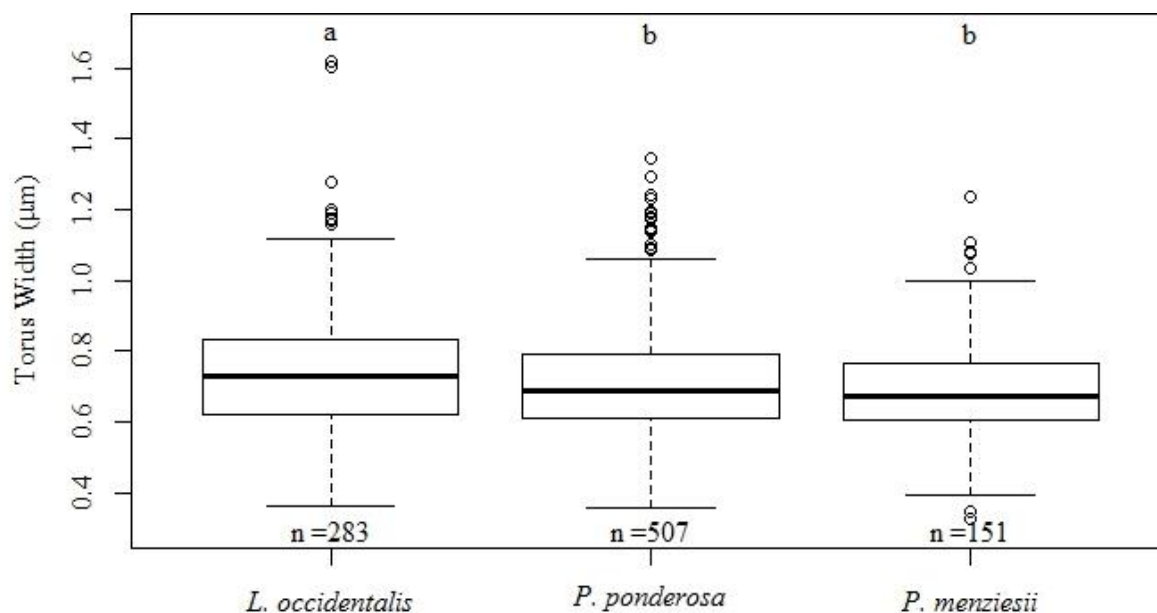 a b b
1.6
1.4
1.2
1.0
0.8
0.6
0.4
Torus Width (µm)
n =283 n =507 n =151
L. occidentalis P. ponderosa P. menziesii